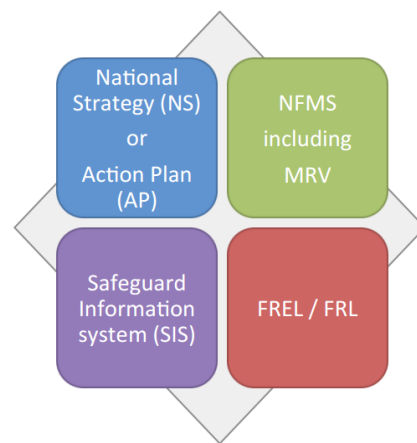 National
Strategy (NS)
or
Action Plan
(AP)
NFMS
including
MRV
Safeguard
Information
system (SIS)
FREL / FRL